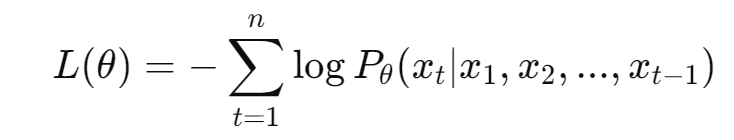 L(θ) = − ∑_{t=1}^{n} log P_θ(x_t|x_1, x_2, ..., x_{t−1})